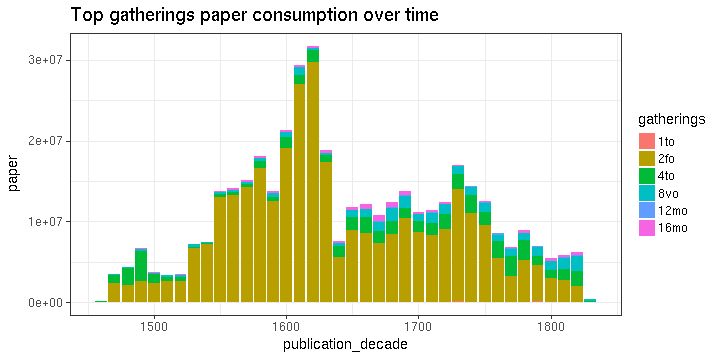 Top gatherings paper consumption over time
3e+07
2e+07
1e+07
0e+00
paper
1500
1600
1700
1800
publication_decade
gatherings
1to
2fo
4to
8vo
12mo
16mo